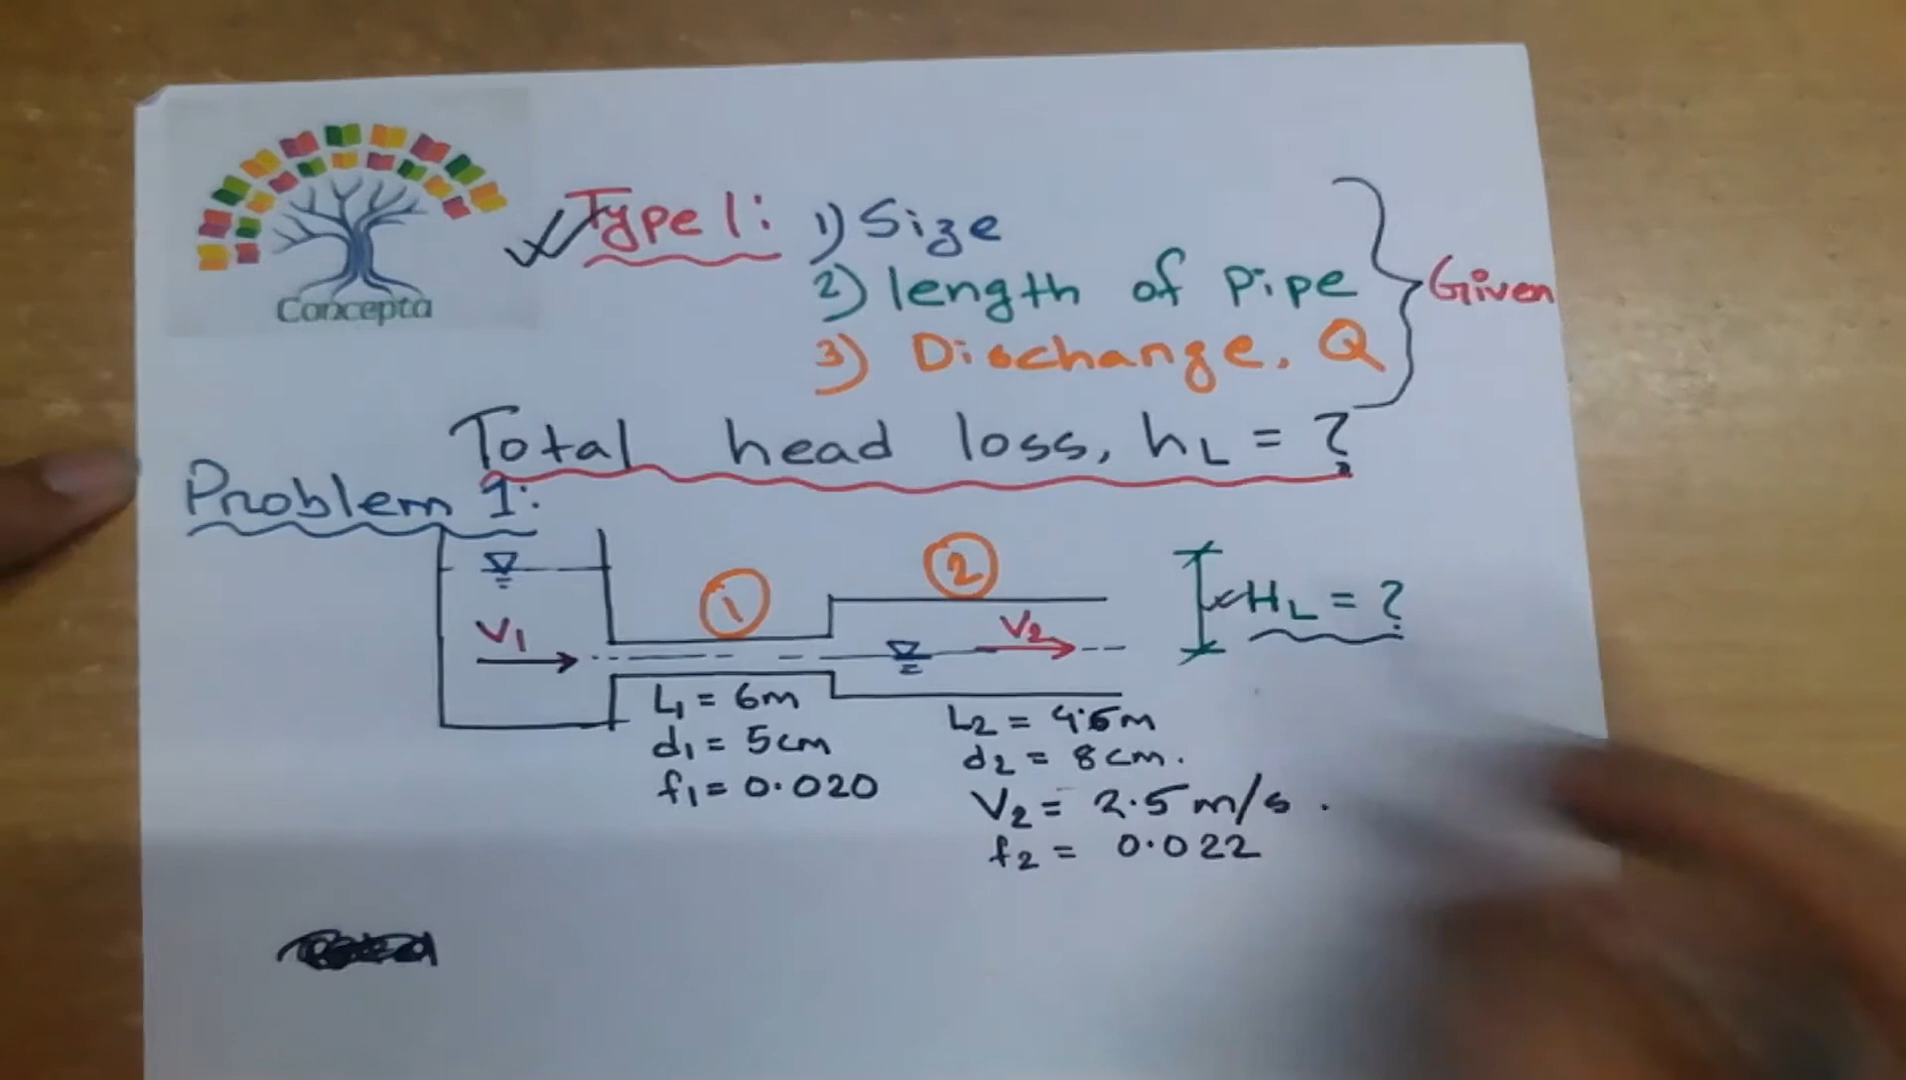 Concepta
Type 1: 1) Size
2) length of Pipe
3) Dischange, Q
Given
Total head loss, hL = ?
Problem 1:
1
2
V1
V2
HL = ?
L1 = 6m
d1 = 5cm
f1 = 0.020
L2 = 4.5m
d2 = 8cm.
V2 = 2.5 m/s.
f2 = 0.022